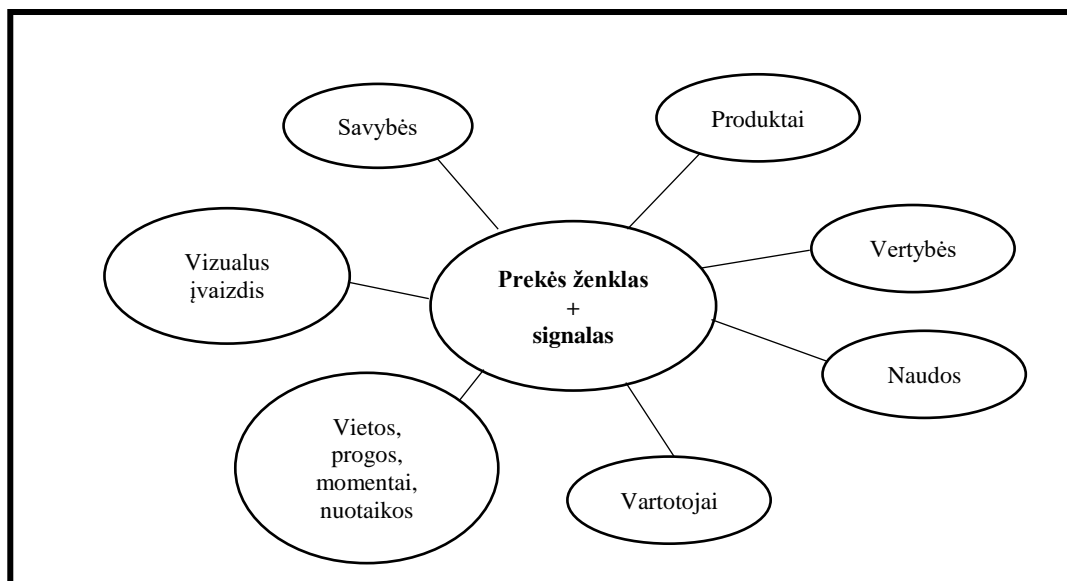 Savybės
Produktai
Vizualus
įvaizdis
Prekės ženklas
+
signalas
Vertybės
Naudos
Vietos,
progos,
momentai,
nuotaikos
Vartotojai